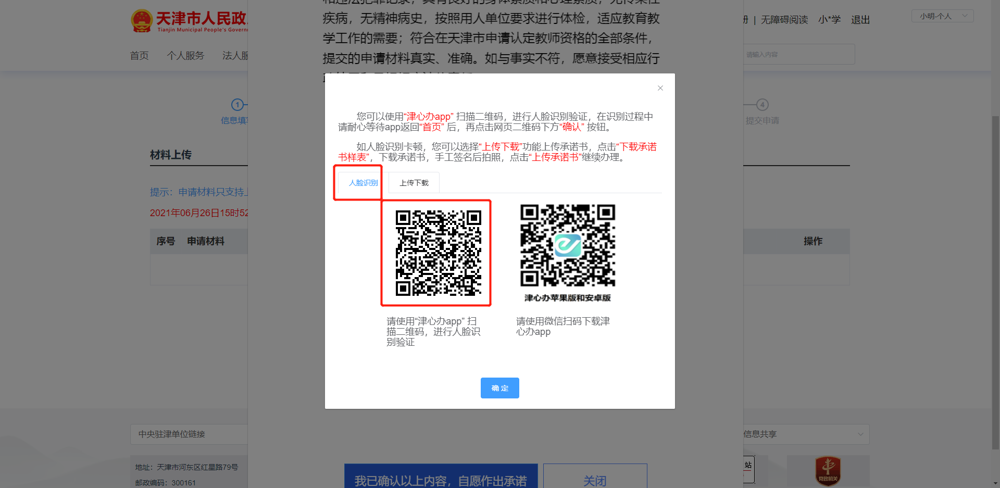 疾病，无精神病史，按照用人单位要求进行体检，适应教育教
学工作的需要；符合在天津市申请认定教师资格的全部条件，
提交的申请材料真实、准确。如与事实不符，愿意接受相应行
天津市人民政
Tianjin Municipal People's Govern
册 | 无障碍阅读 小*学 退出
小明-个人
首页 个人服务 法人服
请输入内容
1
信息填写
4
提交申请
您可以使用“津心办app” 扫描二维码，进行人脸识别验证，在识别过程中
请耐心等待app返回“首页” 后，再点击网页二维码下方“确认” 按钮。
如人脸识别卡顿，您可以选择“上传下载”功能上传承诺书，点击“下载承诺
书样表”，下载承诺书，手工签名后拍照，点击“上传承诺书”继续办理。
人脸识别 上传下载
材料上传
提示：申请材料只支持上
2021年06月26日15时52
序号 申请材料 操作
津心办苹果版和安卓版
请使用“津心办app” 扫
描二维码，进行人脸识
别验证
请使用微信扫码下载津
心办app
确 定
中央驻津单位链接
信息共享
地址：天津市河东区红星路79号
邮政编码：300161
我已确认以上内容，自愿作出承诺
关闭
站
党政机关